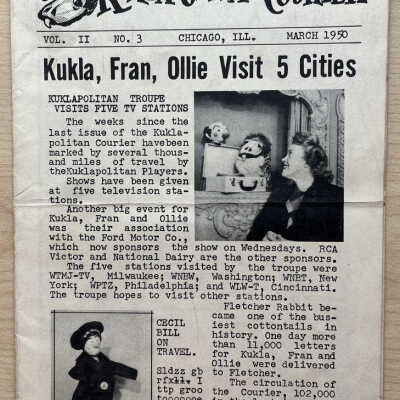 COURIER
VOL. II NO. 3 CHICAGO, ILL. MARCH 1950
Kukla, Fran, Ollie Visit 5 Cities
KUKLAPOLITAN TROUPE
VISITS FIVE TV STATIONS
The weeks since the
last issue of the Kukla-
politan Courier havebeen
marked by several thous-
and miles of travel by
theKuklapolitan Players.
Shows have been given
at five television sta-
tions.
Another big event for
Kukla, Fran and Ollie
was their association
with the Ford Motor Co.,
which now sponsors the show on Wednesdays. RCA
Victor and National Dairy are the other sponsors.
The five stations visited by the troupe were
WTMJ-TV, Milwaukee; WNBW, Washington; WNBT, New
York; WPTZ, Philadelphia; and WLW-T, Cincinnati.
The troupe hopes to visit other stations.
Fletcher Rabbit be-
came one of the bus-
iest cottontails in
history. One day more
than 11,000 letters
for Kukla, Fran and
Ollie were delivered
to Fletcher.
The circulation of
the Courier, 102,000
CECIL
BILL
ON
TRAVEL.
Sldzz gb
I
ttp groo